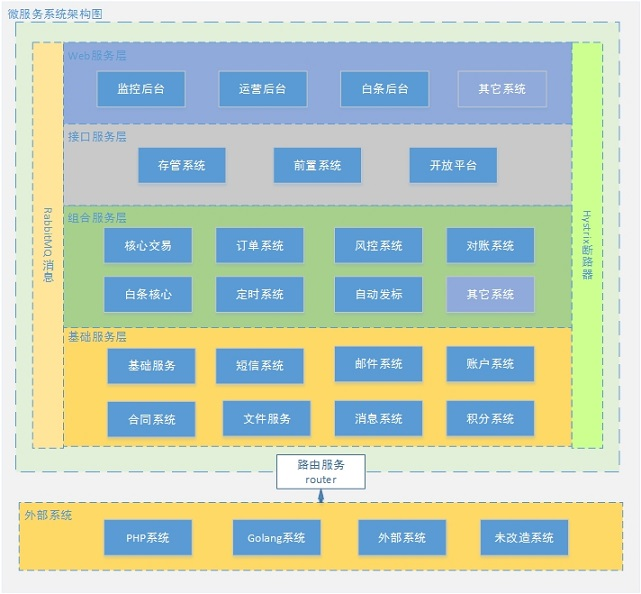 微服务系统架构图
Web服务层
监控后台
运营后台
白条后台
其它系统
接口服务层
存管系统
前置系统
开放平台
组合服务层
核心交易
订单系统
风控系统
对账系统
白条核心
定时系统
自动发标
其它系统
基础服务层
基础服务
短信系统
邮件系统
账户系统
合同系统
文件服务
消息系统
积分系统
RabbitMQ 消息
Hystrix断路器
路由服务
router
外部系统
PHP系统
Golang系统
外部系统
未改造系统